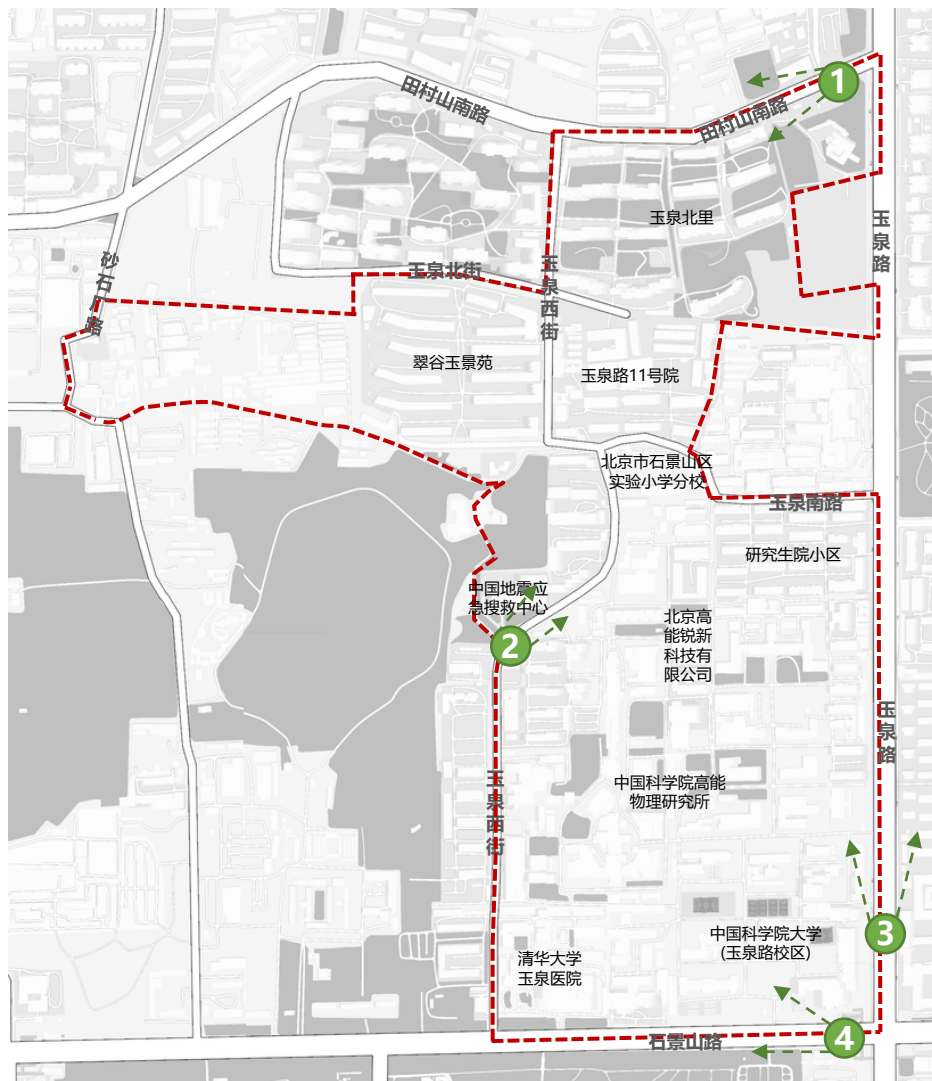 1
田村山南路
田村山南路
玉泉北里
玉泉路
砂石厂路
玉泉北街
玉泉西街
翠谷玉景苑
玉泉路11号院
北京市石景山区
实验小学分校
玉泉南路
研究生院小区
中国地震应
急搜救中心
2
北京高
能锐新
科技有
限公司
玉泉路
玉泉西街
中国科学院高能
物理研究所
中国科学院大学
(玉泉路校区)
3
清华大学
玉泉医院
石景山路
4